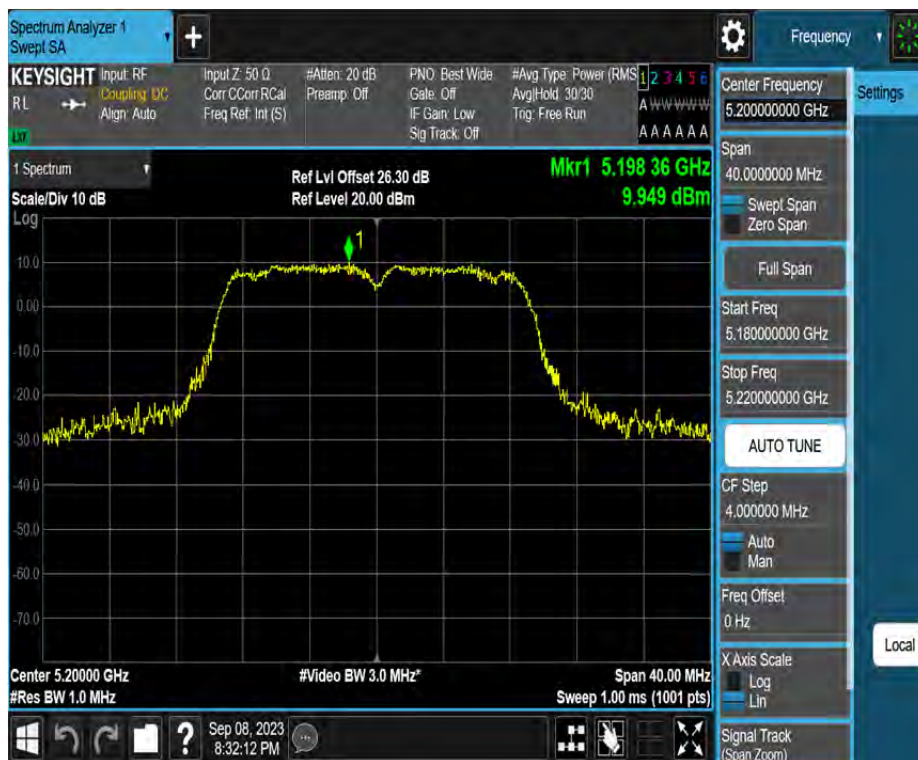 Spectrum Analyzer 1
Swept SA
Frequency
KEYSIGHT
RL
LXI
Input: RF
Coupling: DC
Align: Auto
Input Z: 50 Ω
Corr CCorr RCal
Freq Ref: Int (S)
#Atten: 20 dB
Preamp: Off
PNO: Best Wide
Gate: Off
IF Gain: Low
Sig Track: Off
#Avg Type: Power (RMS
Avg|Hold: 30/30
Trig: Free Run
1 2 3 4 5 6
A W W W W W
A A A A A A
Center Frequency
5.200000000 GHz
Settings
Span
40.0000000 MHz
Swept Span
Zero Span
Full Span
Start Freq
5.180000000 GHz
Stop Freq
5.220000000 GHz
AUTO TUNE
CF Step
4.000000 MHz
Auto
Man
Freq Offset
0 Hz
X Axis Scale
Log
Lin
Local
Signal Track
(Span Zoom)
1 Spectrum
Scale/Div 10 dB
Log
Ref Lvl Offset 26.30 dB
Ref Level 20.00 dBm
Mkr1 5.198 36 GHz
9.949 dBm
1
10.0
0.00
-10.0
-20.0
-30.0
-40.0
-50.0
-60.0
-70.0
Center 5.20000 GHz
#Res BW 1.0 MHz
#Video BW 3.0 MHz*
Span 40.00 MHz
Sweep 1.00 ms (1001 pts)
?
Sep 08, 2023
8:32:12 PM